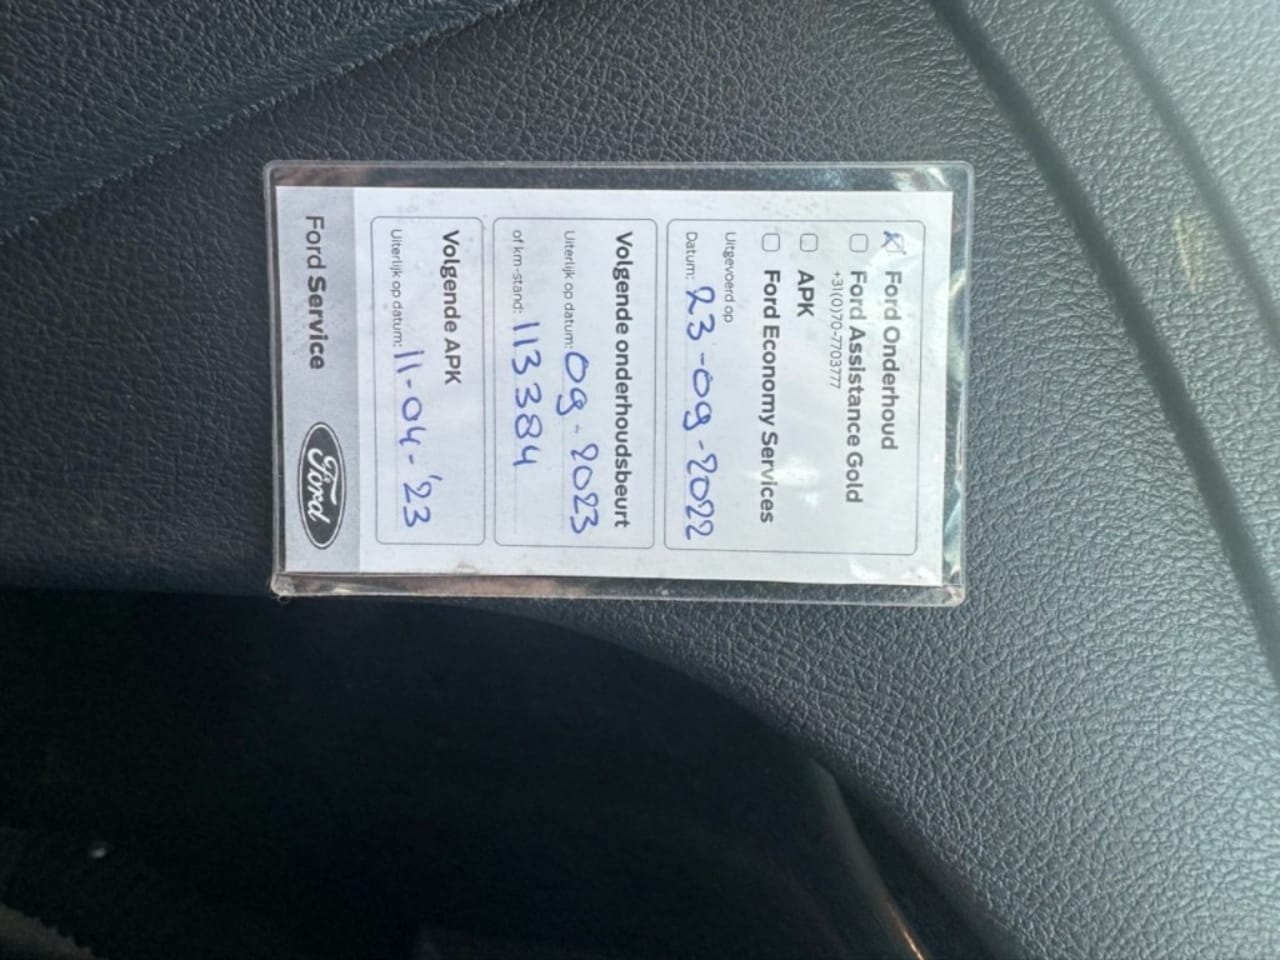 Ford Onderhoud
Ford Assistance Gold
+31(0)70-7703777
APK
Ford Economy Services
Uitgevoerd op
Datum: 23-09-2022
Volgende onderhoudsbeurt
Uiterlijk op datum: 09-2023
of km-stand: 113384
Volgende APK
Uiterlijk op datum: 11-04-'23
Ford Service
Ford